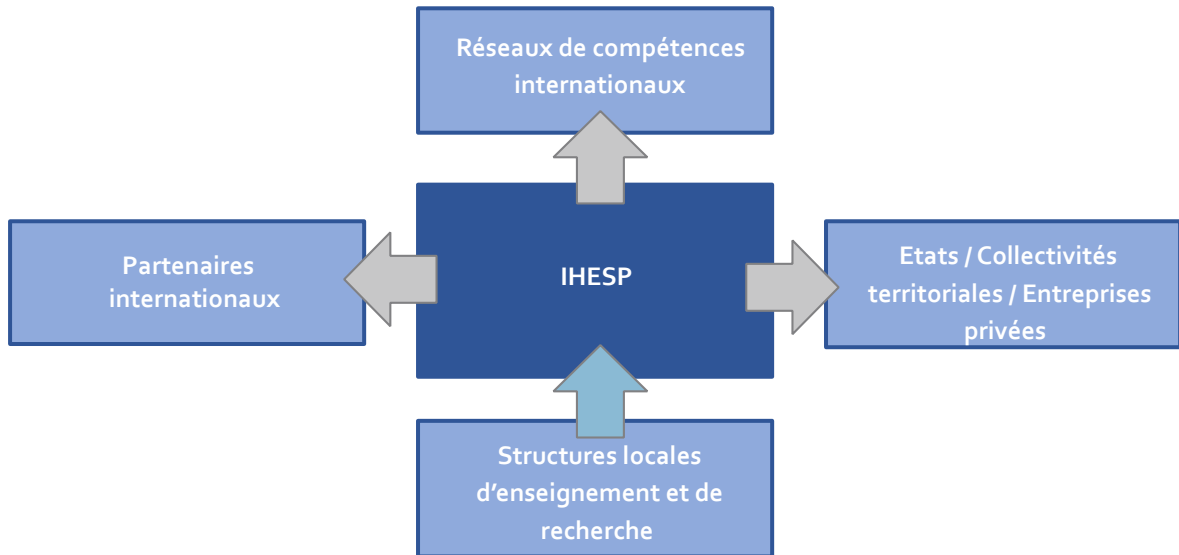 Réseaux de compétences
internationaux
Partenaires
internationaux
IHESP
Etats / Collectivités
territoriales / Entreprises
privées
Structures locales
d’enseignement et de
recherche